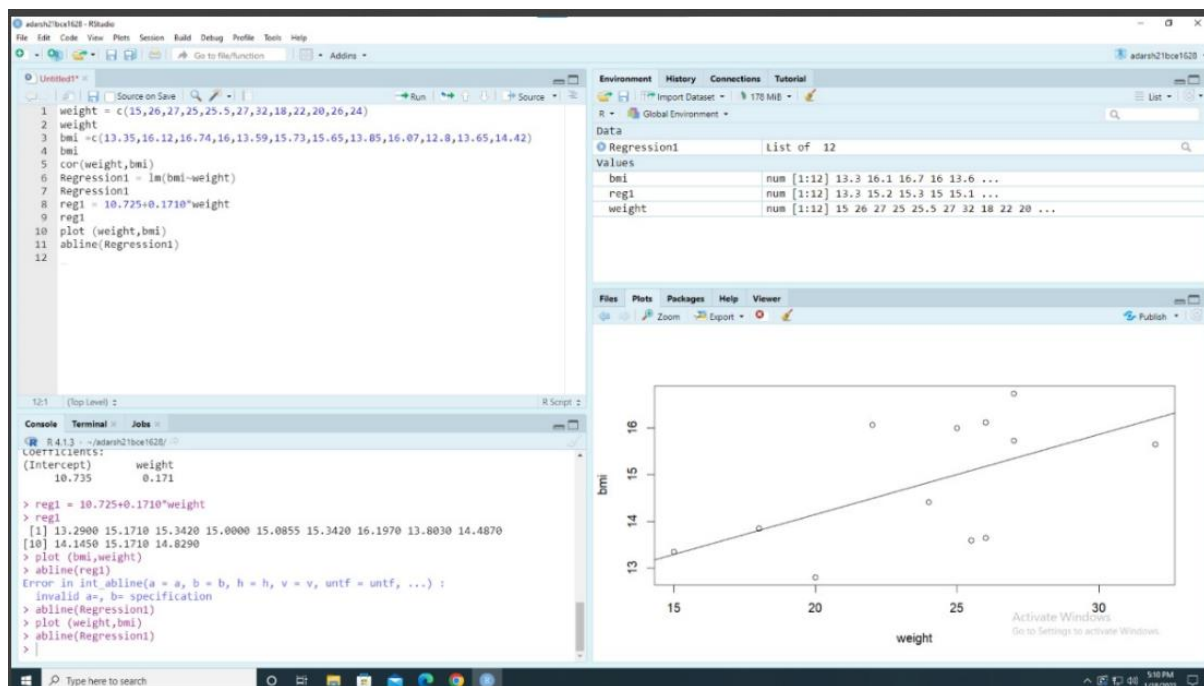 adarsh21bce1628 - RStudio
File Edit Code View Plots Session Build Debug Profile Tools Help
Go to file/function Addins adarsh21bce1628
Untitled1*
Source on Save Run Source
1 weight = c(15,26,27,25,25.5,27,32,18,22,20,26,24)
2 weight
3 bmi =c(13.35,16.12,16.74,16,13.59,15.73,15.65,13.85,16.07,12.8,13.65,14.42)
4 bmi
5 cor(weight,bmi)
6 Regression1 = lm(bmi~weight)
7 Regression1
8 reg1 = 10.725+0.1710*weight
9 reg1
10 plot (weight,bmi)
11 abline(Regression1)
12
12:1 (Top Level) R Script
Console Terminal Jobs
R 4.1.3 · ~/adarsh21bce1628/
Coefficients:
(Intercept) weight
10.735 0.171
> reg1 = 10.725+0.1710*weight
> reg1
[1] 13.2900 15.1710 15.3420 15.0000 15.0855 15.3420 16.1970 13.8030 14.4870
[10] 14.1450 15.1710 14.8290
> plot (bmi,weight)
> abline(reg1)
Error in int_abline(a = a, b = b, h = h, v = v, untf = untf, ...) :
invalid a=, b= specification
> abline(Regression1)
> plot (weight,bmi)
> abline(Regression1)
>
Environment History Connections Tutorial
Import Dataset 178 MiB List
R Global Environment
Data
Regression1 List of 12
Values
bmi num [1:12] 13.3 16.1 16.7 16 13.6 ...
reg1 num [1:12] 13.3 15.2 15.3 15 15.1 ...
weight num [1:12] 15 26 27 25 25.5 27 32 18 22 20 ...
Files Plots Packages Help Viewer
Zoom Export Publish
16
15
14
13
bmi
15 20 25 30
weight
Activate Windows
Go to Settings to activate Windows.
Type here to search
5:10 PM